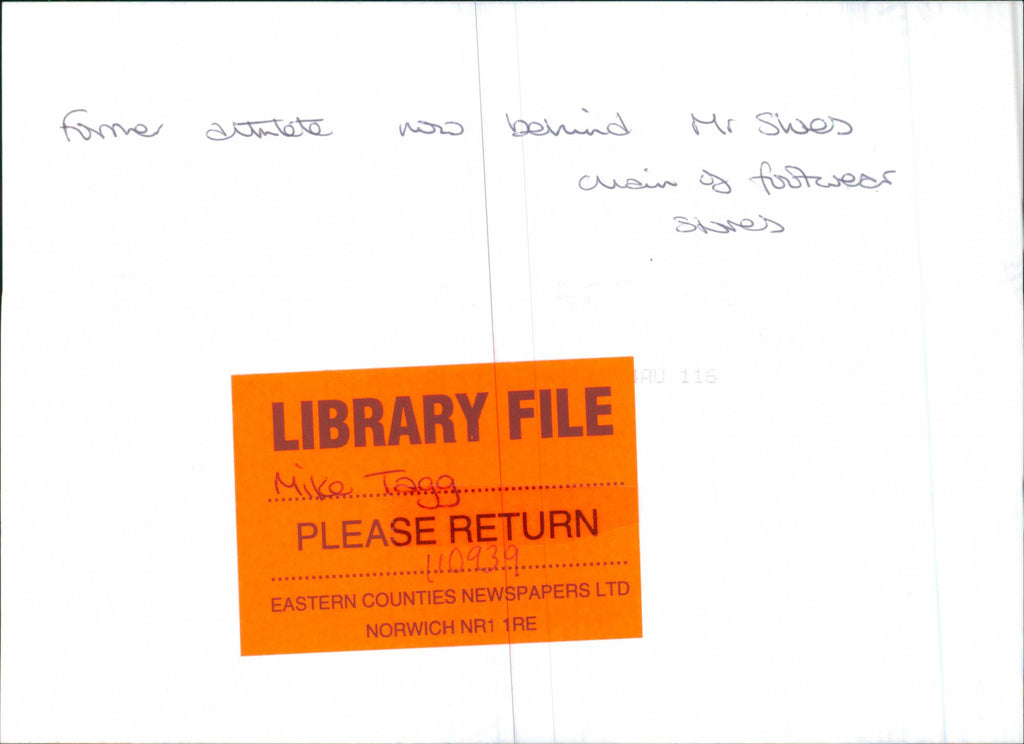 Former athlete now behind Mr Shoes
chain of footwear
stores
116
LIBRARY FILE
Mike Tagg
PLEASE RETURN
110939
EASTERN COUNTIES NEWSPAPERS LTD
NORWICH NR1 1RE